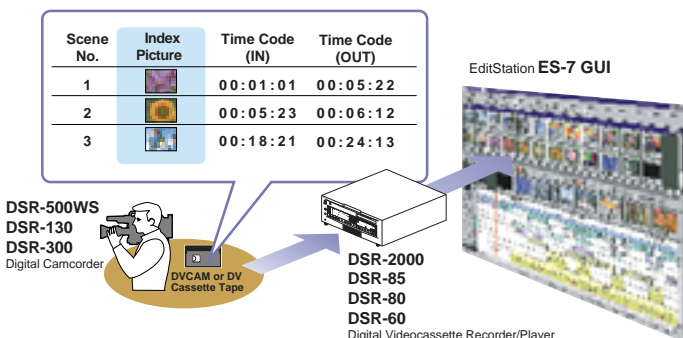 Scene No. Index Picture Time Code (IN) Time Code (OUT)
1 00:01:01 00:05:22
2 00:05:23 00:06:12
3 00:18:21 00:24:13
EditStation ES-7 GUI
DSR-500WS
DSR-130
DSR-300
Digital Camcorder
DVCAM or DV
Cassette Tape
DSR-2000
DSR-85
DSR-80
DSR-60
Digital Videocassette Recorder/Player